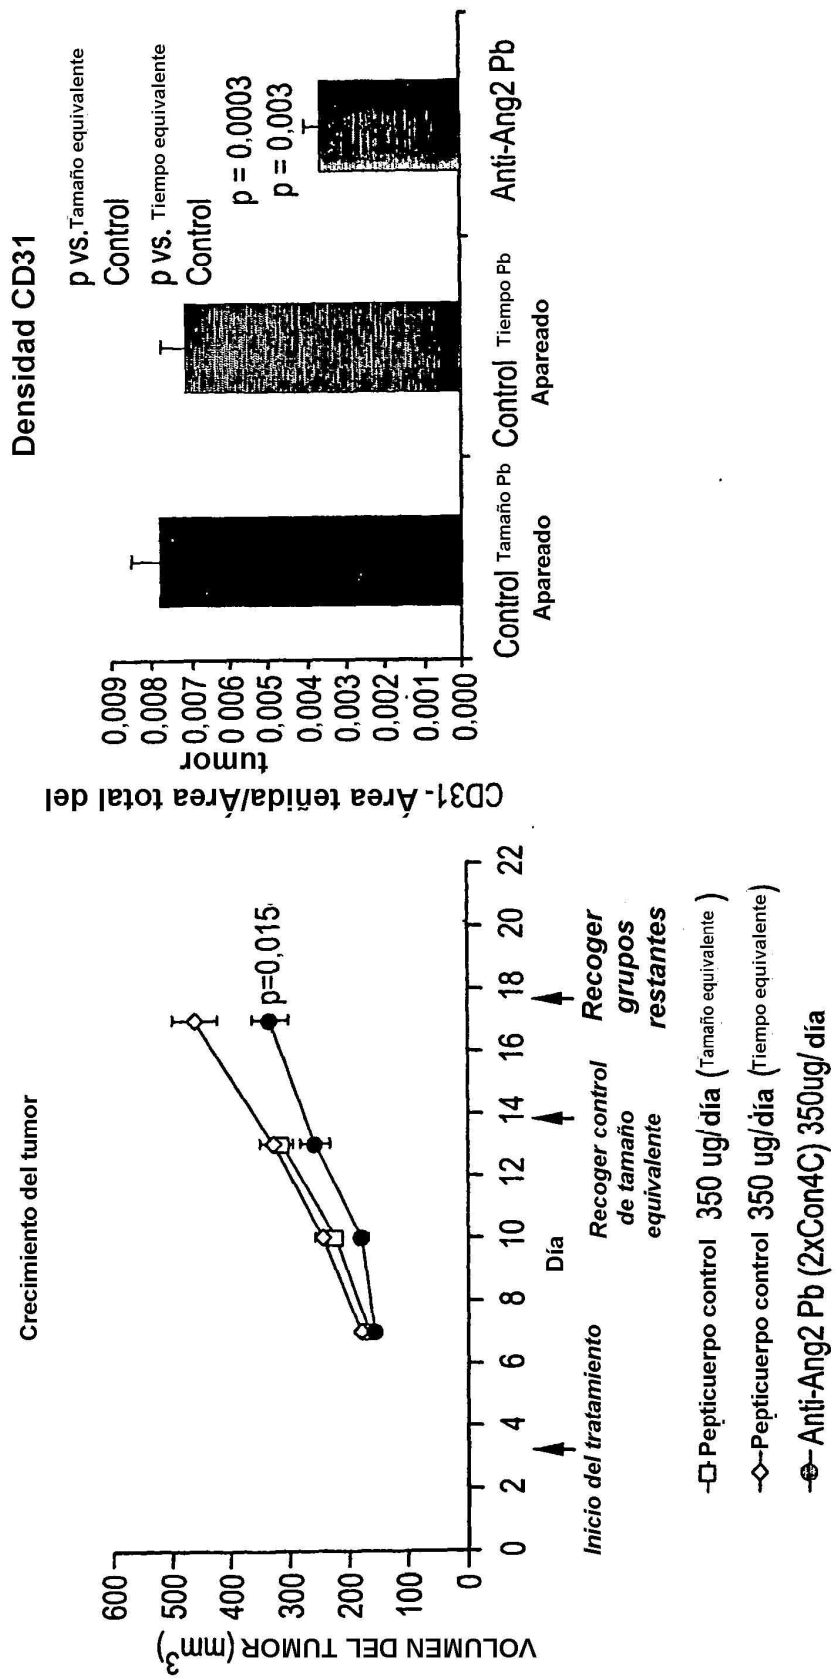 Crecimiento del tumor
VOLUMEN DEL TUMOR (mm³)
600
500
400
300
200
100
0
0 2 4 6 8 10 12 14 16 18 20 22
Día
p=0,015
Inicio del tratamiento
Recoger control
de tamaño
equivalente
Recoger
grupos
restantes
Pepticuerpo control 350 ug/día (Tamaño equivalente)
Pepticuerpo control 350 ug/día (Tiempo equivalente)
Anti-Ang2 Pb (2xCon4C) 350ug/día
Densidad CD31
CD31- Área teñida/Área total del
tumor
0,009
0,008
0,007
0,006
0,005
0,004
0,003
0,002
0,001
0,000
p vs. Tamaño equivalente
Control
p vs. Tiempo equivalente
Control
p = 0,0003
p = 0,003
Control Tamaño Pb
Apareado
Control Tiempo Pb
Apareado
Anti-Ang2 Pb